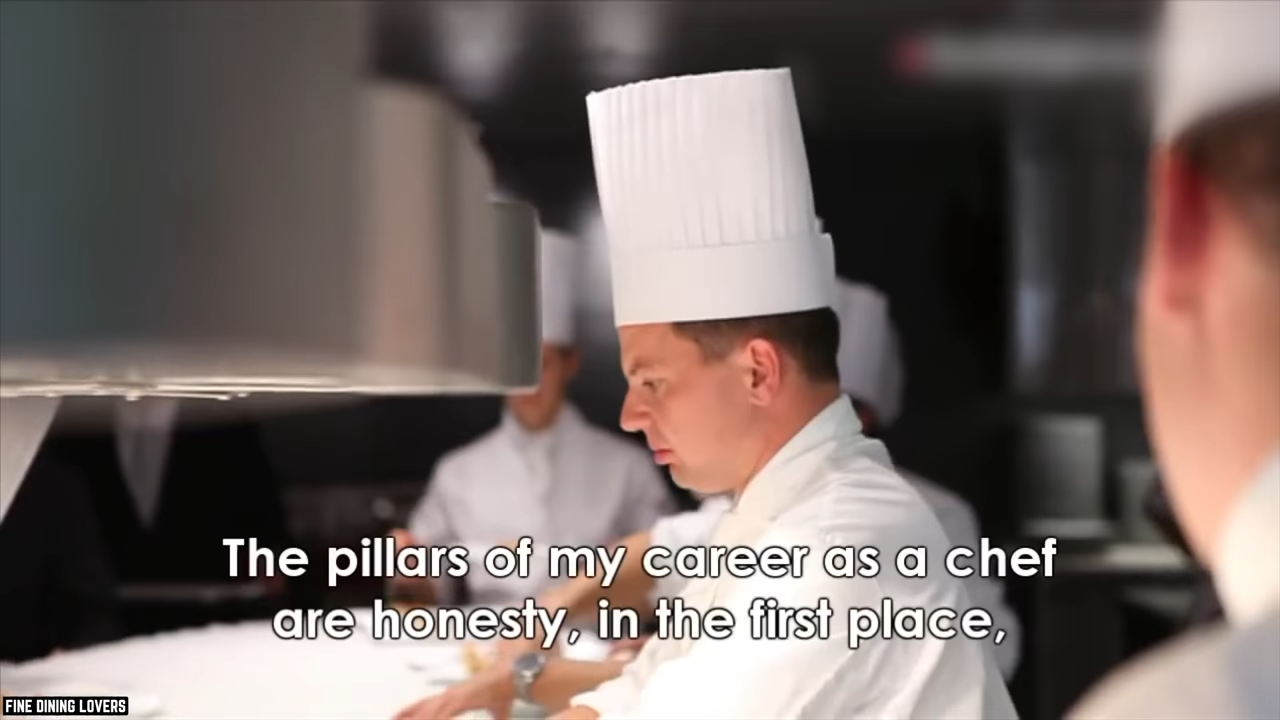 The pillars of my career as a chef
are honesty, in the first place,
FINE DINING LOVERS